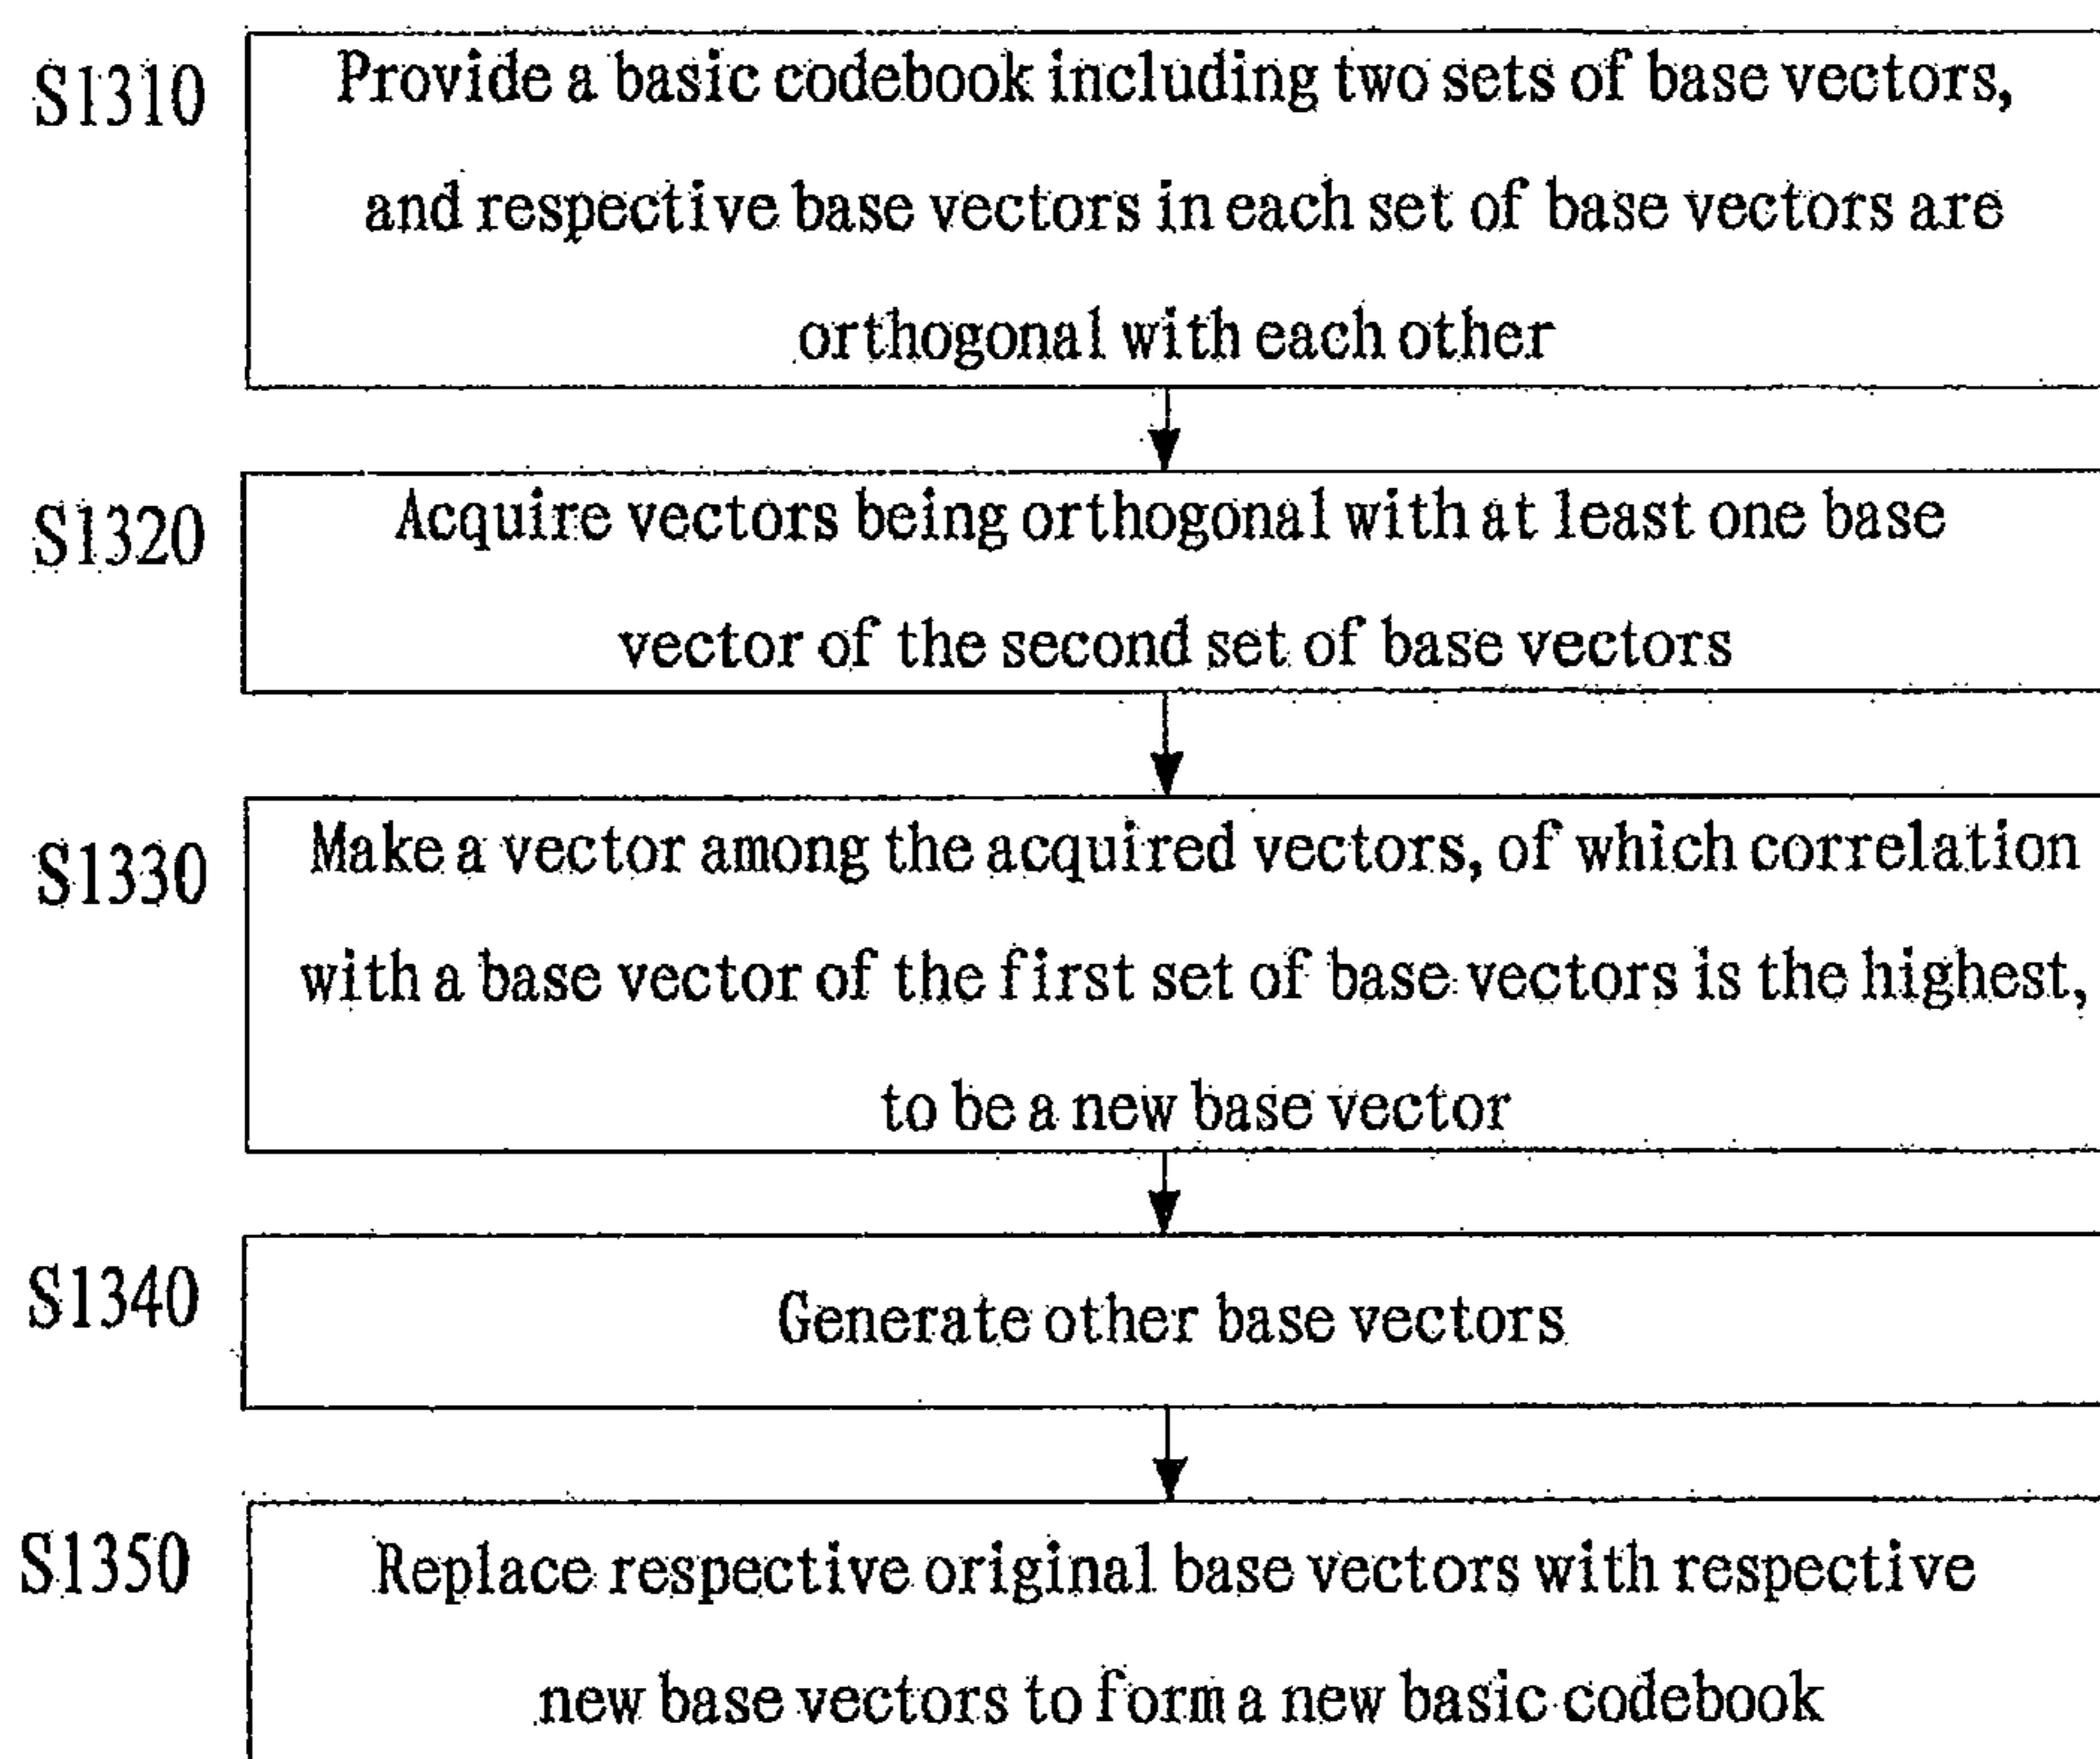 S1310
Provide a basic codebook including two sets of base vectors,
and respective base vectors in each set of base vectors are
orthogonal with each other
S1320
Acquire vectors being orthogonal with at least one base
vector of the second set of base vectors
S1330
Make a vector among the acquired vectors, of which correlation
with a base vector of the first set of base vectors is the highest,
to be a new base vector
S1340
Generate other base vectors
S1350
Replace respective original base vectors with respective
new base vectors to form a new basic codebook